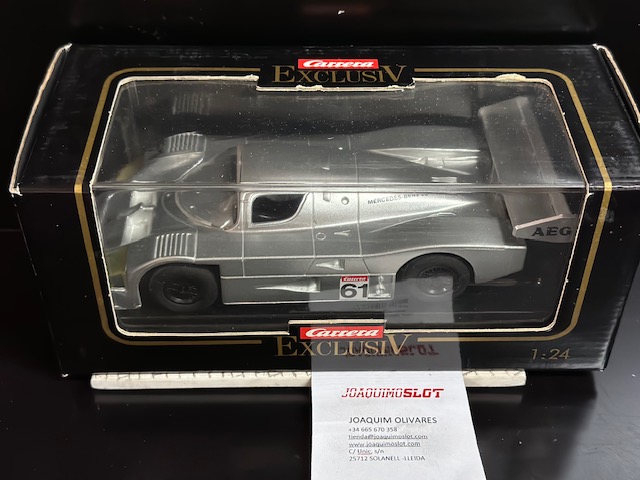 Carrera
EXCLUSIV
MERCEDES-BENZ
AEG
Carrera
61
Carrera
EXCLUSIV
1:24
JOAQUIMOSLOT
JOAQUIM OLIVARES
+34 665 670 358
tienda@joaquimoslot.com
www.joaquimoslot.com
C/ Unic, s/n
25712 SOLANELL -LLEIDA